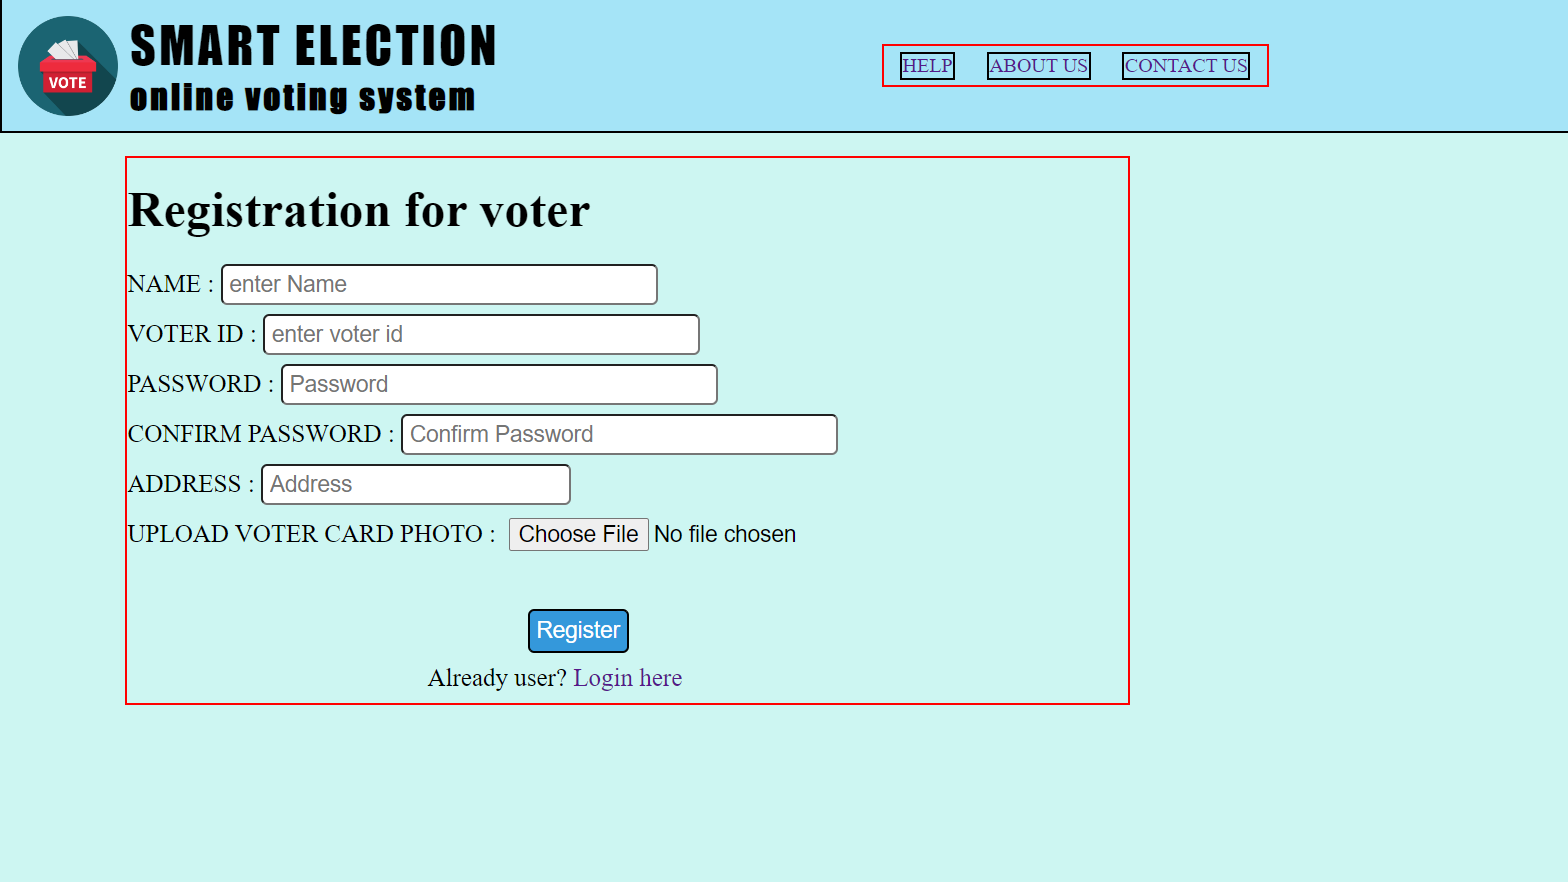 VOTE
SMART ELECTION
online voting system
HELP ABOUT US CONTACT US
Registration for voter
NAME : enter Name
VOTER ID : enter voter id
PASSWORD : Password
CONFIRM PASSWORD : Confirm Password
ADDRESS : Address
UPLOAD VOTER CARD PHOTO : Choose File No file chosen
Register
Already user? Login here